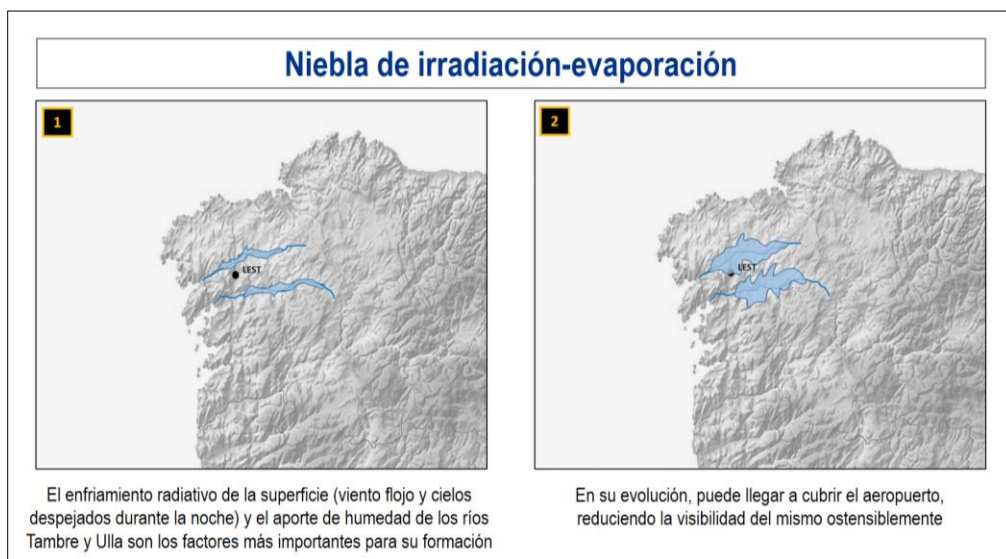 Niebla de irradiación-evaporación
1
LEST
El enfriamiento radiativo de la superficie (viento flojo y cielos
despejados durante la noche) y el aporte de humedad de los ríos
Tambre y Ulla son los factores más importantes para su formación
2
LEST
En su evolución, puede llegar a cubrir el aeropuerto,
reduciendo la visibilidad del mismo ostensiblemente